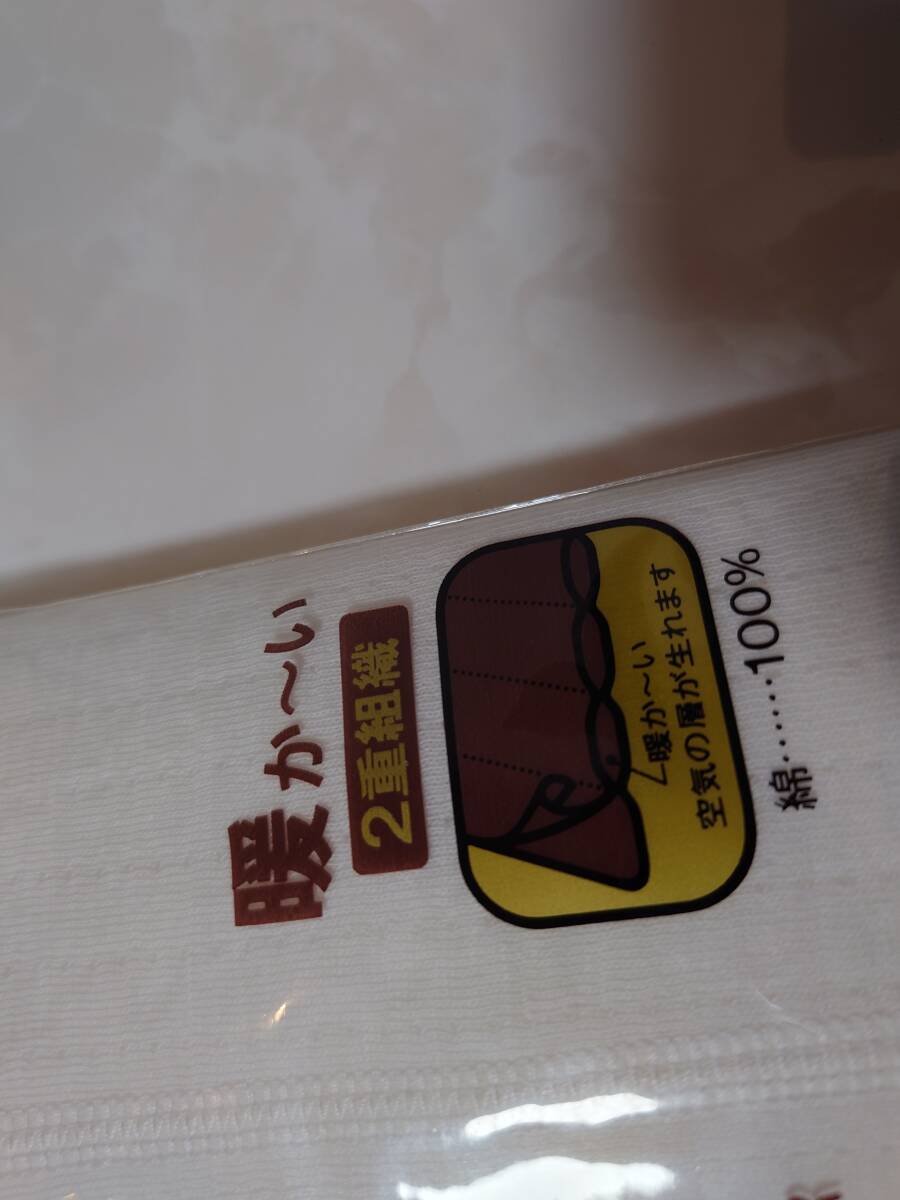 暖か〜い
2重組織
暖か〜い
空気の層が生れます
綿……100%